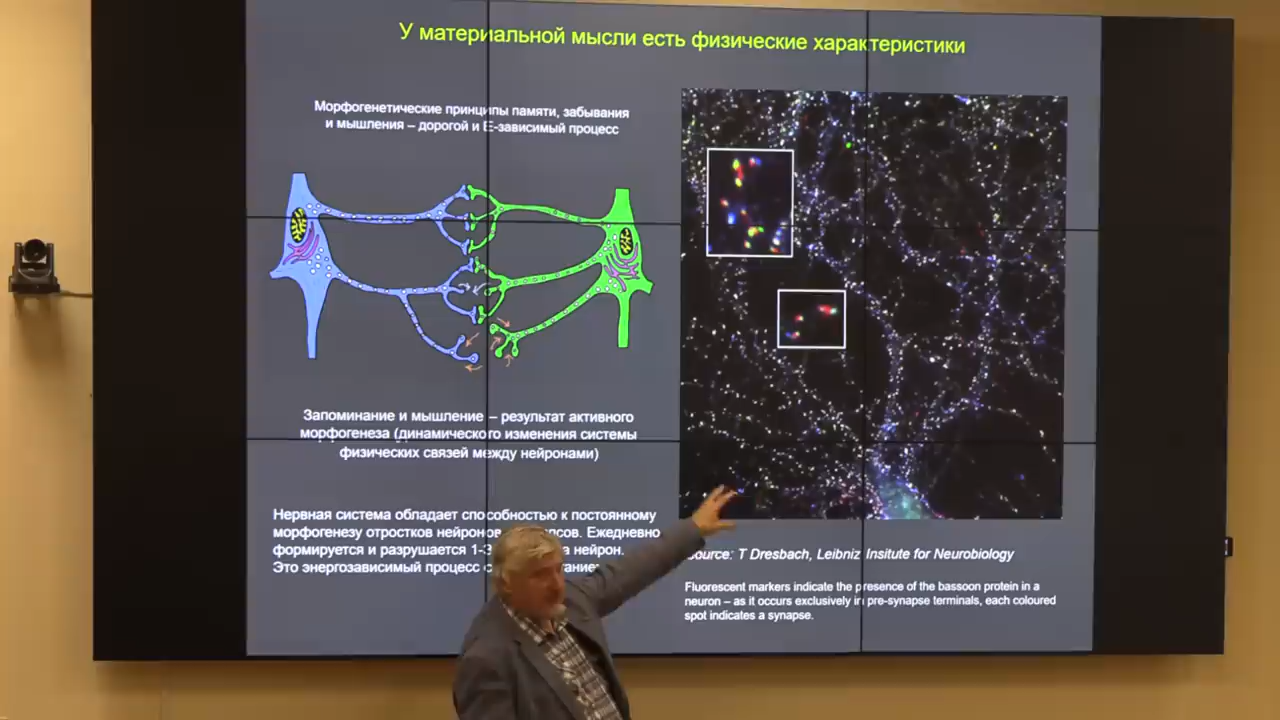 У материальной мысли есть физические характеристики
Морфогенетические принципы памяти, забывания
и мышления – дорогой и Е-зависимый процесс
Запоминание и мышление – результат активного
морфогенеза (динамического изменения системы
физических связей между нейронами)
Нервная система обладает способностью к постоянному
морфогенезу отростков нейронов Ежедневно
формируется и разрушается нейрон.
Это энергозависимый процесс
Source: T Dresbach, Leibniz Insitute for Neurobiology
Fluorescent markers indicate the presence of the bassoon protein in a
neuron – as it occurs exclusively in pre-synapse terminals, each coloured
spot indicates a synapse.